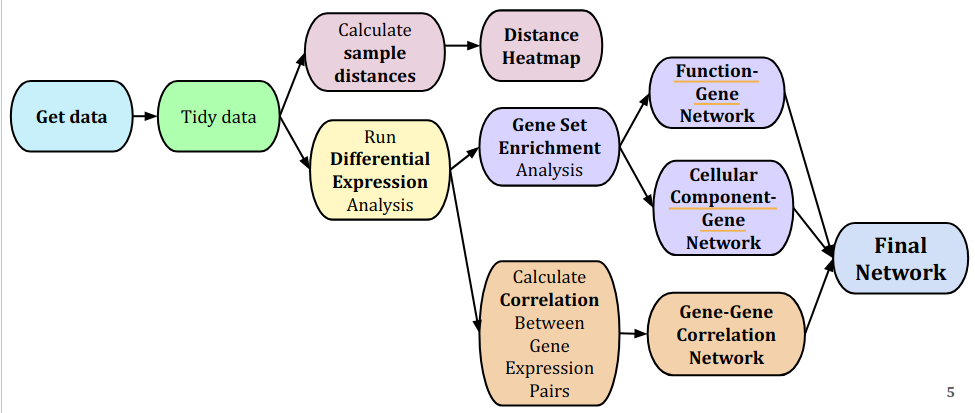 Get data
Tidy data
Calculate
sample
distances
Distance
Heatmap
Run
Differential
Expression
Analysis
Gene Set
Enrichment
Analysis
Function-
Gene
Network
Cellular
Component-
Gene
Network
Calculate
Correlation
Between
Gene
Expression
Pairs
Gene-Gene
Correlation
Network
Final
Network
5